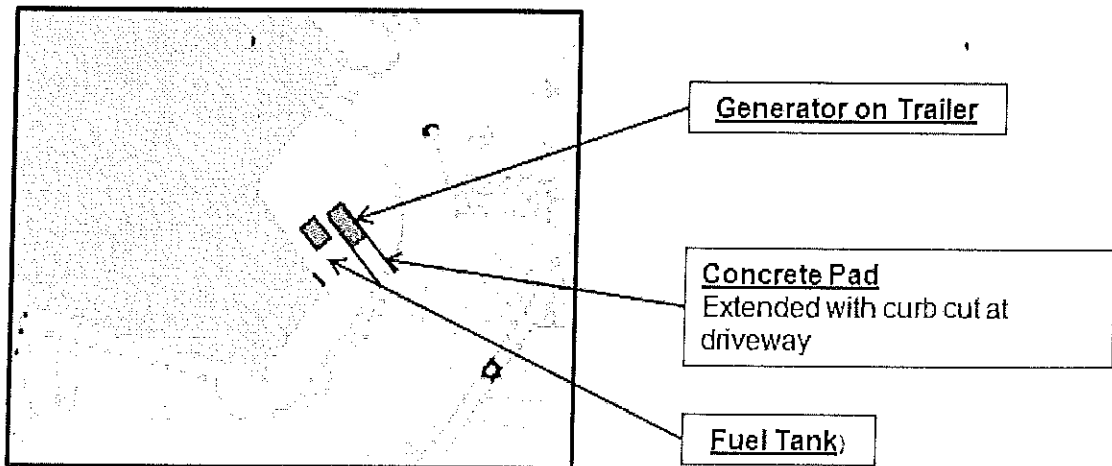 Generator on Trailer
Concrete Pad
Extended with curb cut at
driveway
Fuel Tank)